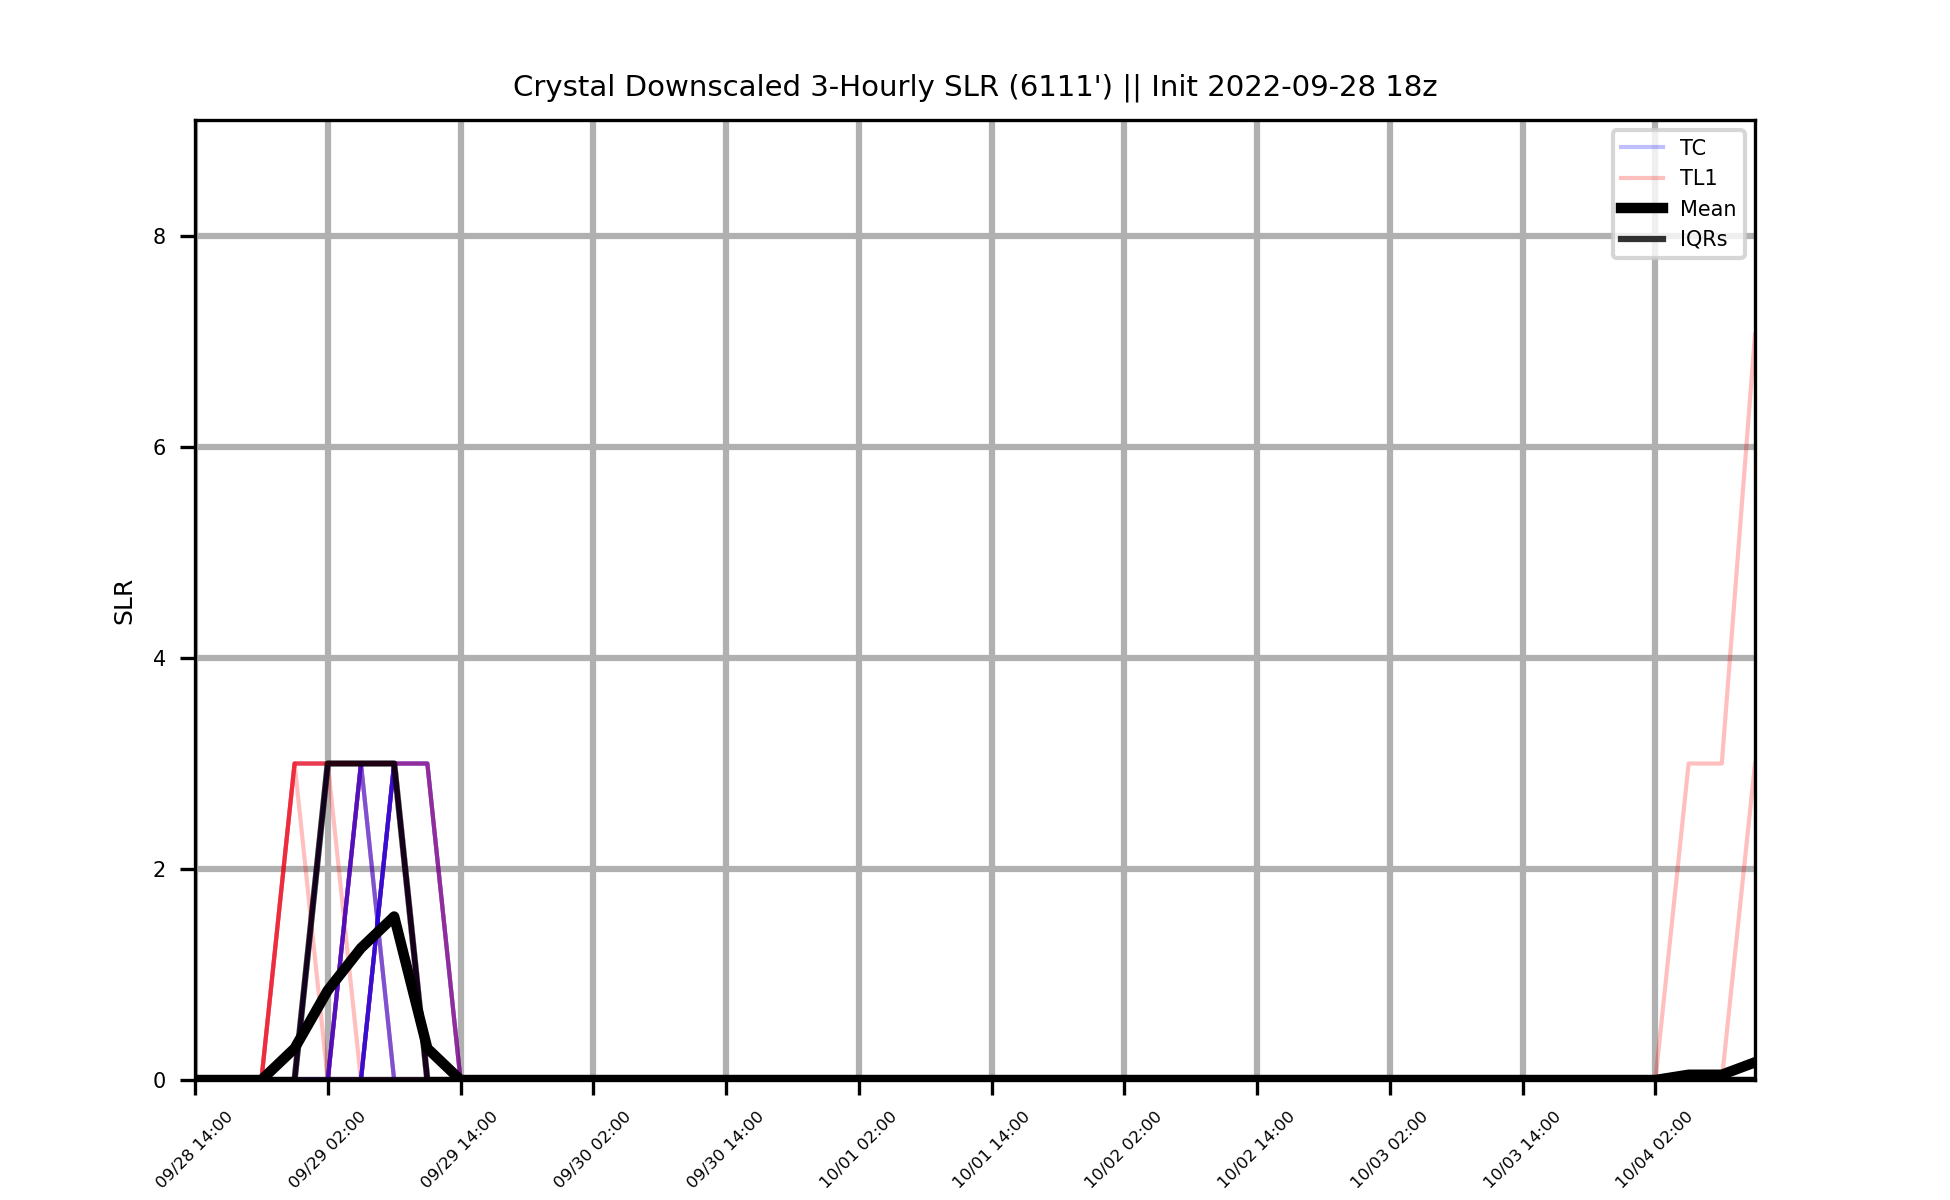 Crystal Downscaled 3-Hourly SLR (6111') || Init 2022-09-28 18z
TC
TL1
Mean
IQRs
SLR
8
6
4
2
0
09/28 14:00
09/29 02:00
09/29 14:00
09/30 02:00
09/30 14:00
10/01 02:00
10/01 14:00
10/02 02:00
10/02 14:00
10/03 02:00
10/03 14:00
10/04 02:00